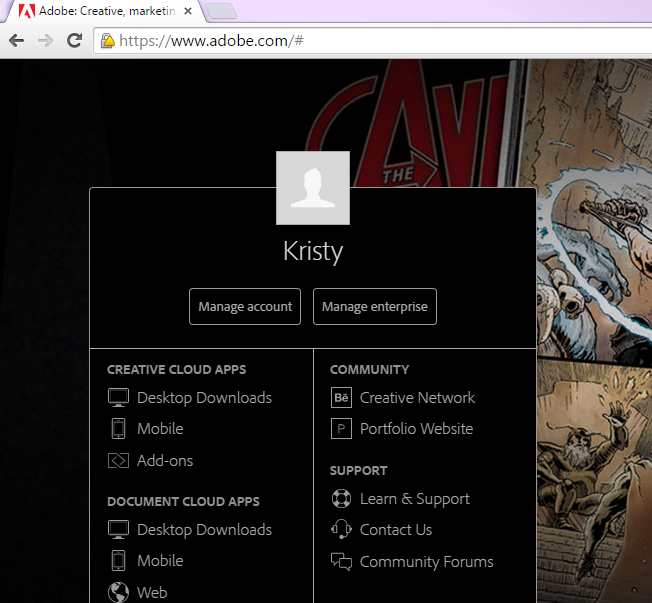 Adobe: Creative, marketin
https://www.adobe.com/#
THE
CAV
Kristy
Manage account
Manage enterprise
CREATIVE CLOUD APPS
Desktop Downloads
Mobile
Add-ons
DOCUMENT CLOUD APPS
Desktop Downloads
Mobile
Web
COMMUNITY
Bē Creative Network
P Portfolio Website
SUPPORT
Learn & Support
Contact Us
Community Forums